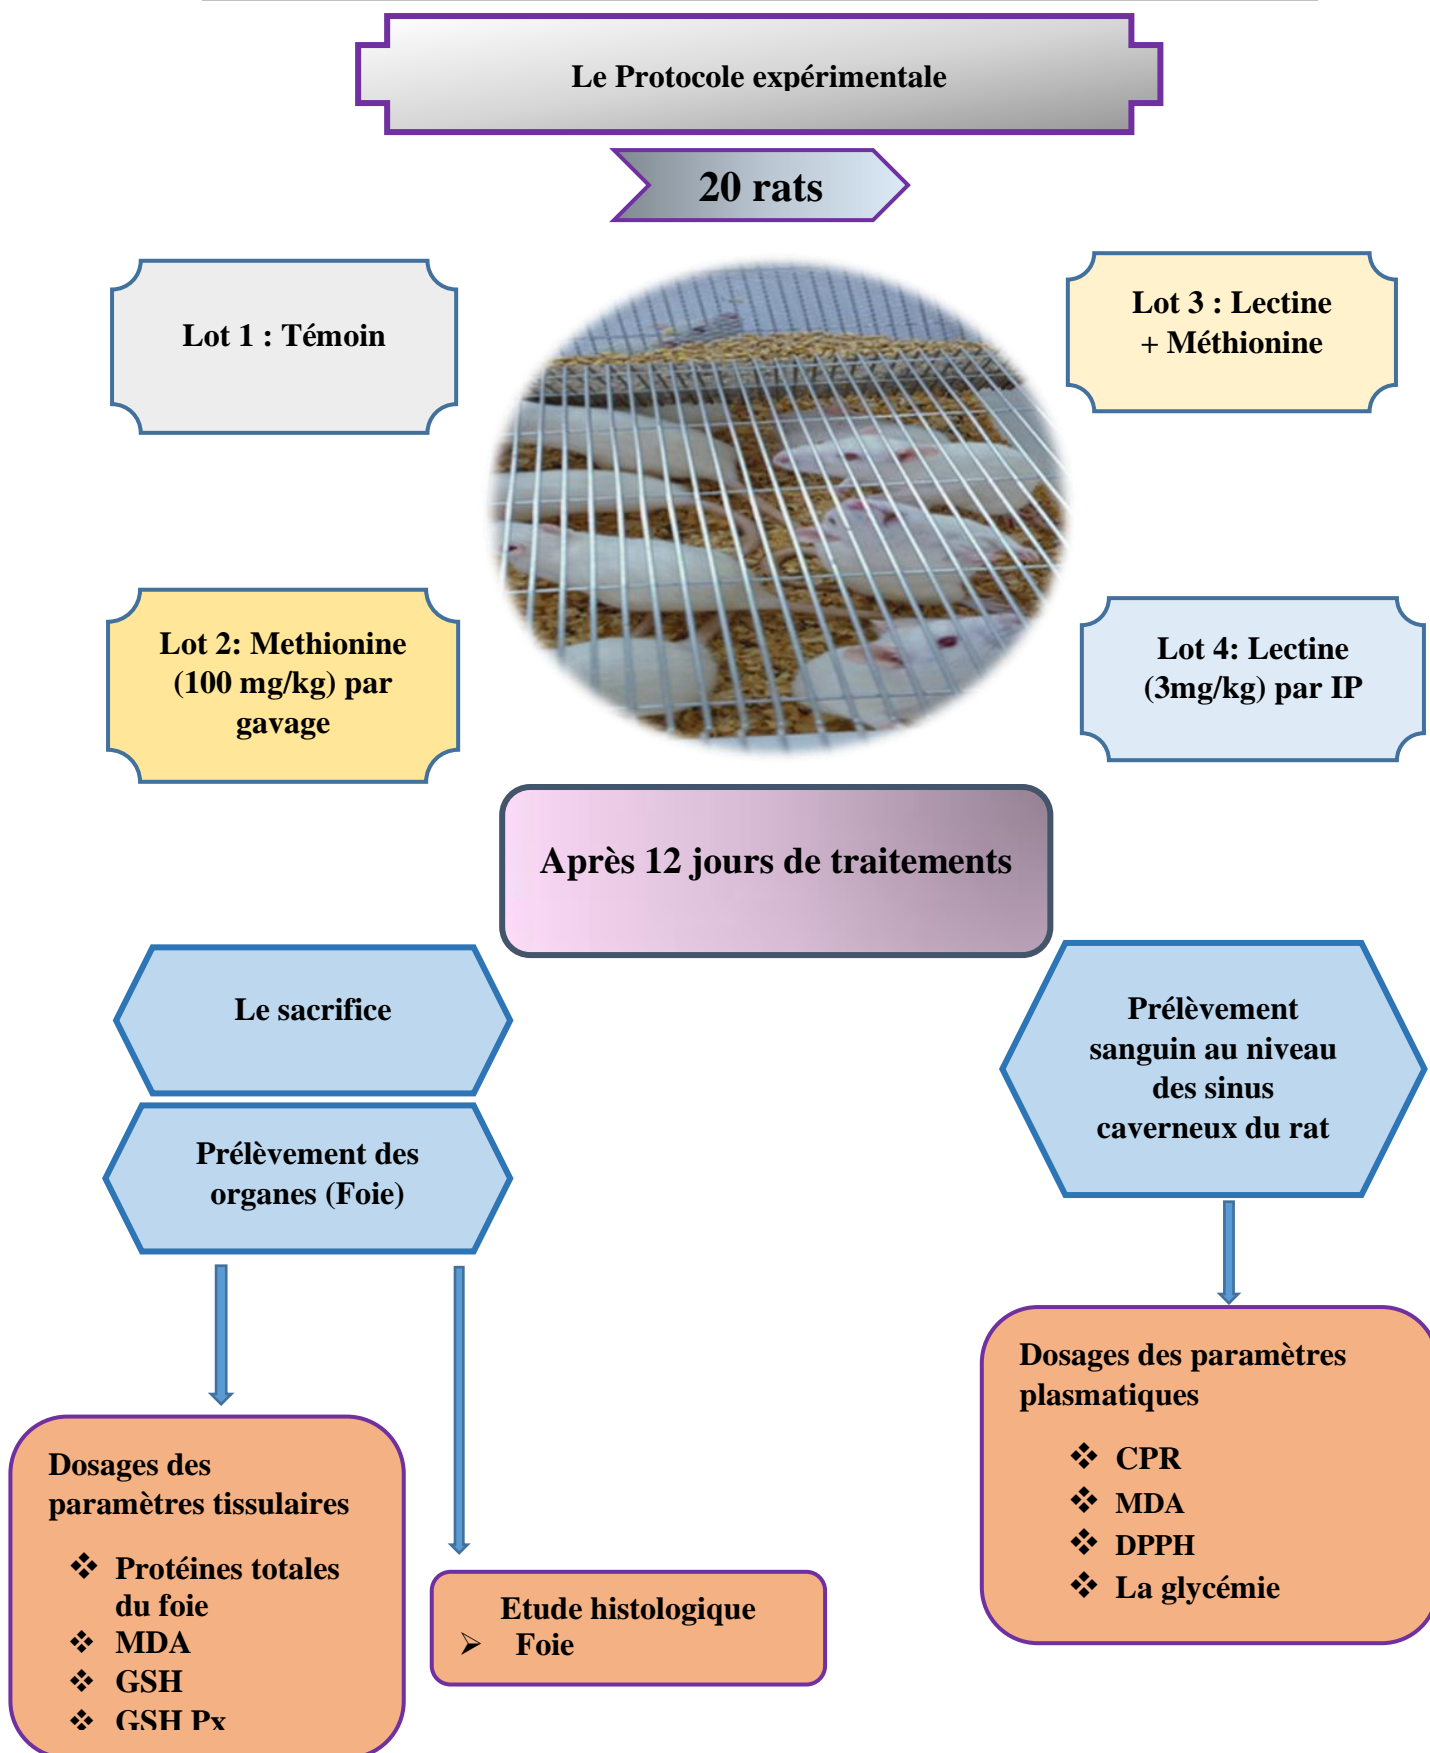 Le Protocole expérimentale
20 rats
Lot 1 : Témoin
Lot 3 : Lectine
+ Méthionine
Lot 2: Methionine
(100 mg/kg) par
gavage
Lot 4: Lectine
(3mg/kg) par IP
Après 12 jours de traitements
Le sacrifice
Prélèvement des
organes (Foie)
Prélèvement
sanguin au niveau
des sinus
caverneux du rat
Dosages des
paramètres tissulaires
❖ Protéines totales
du foie
❖ MDA
❖ GSH
❖ GSH Px
Etude histologique
➢ Foie
Dosages des paramètres
plasmatiques
❖ CPR
❖ MDA
❖ DPPH
❖ La glycémie